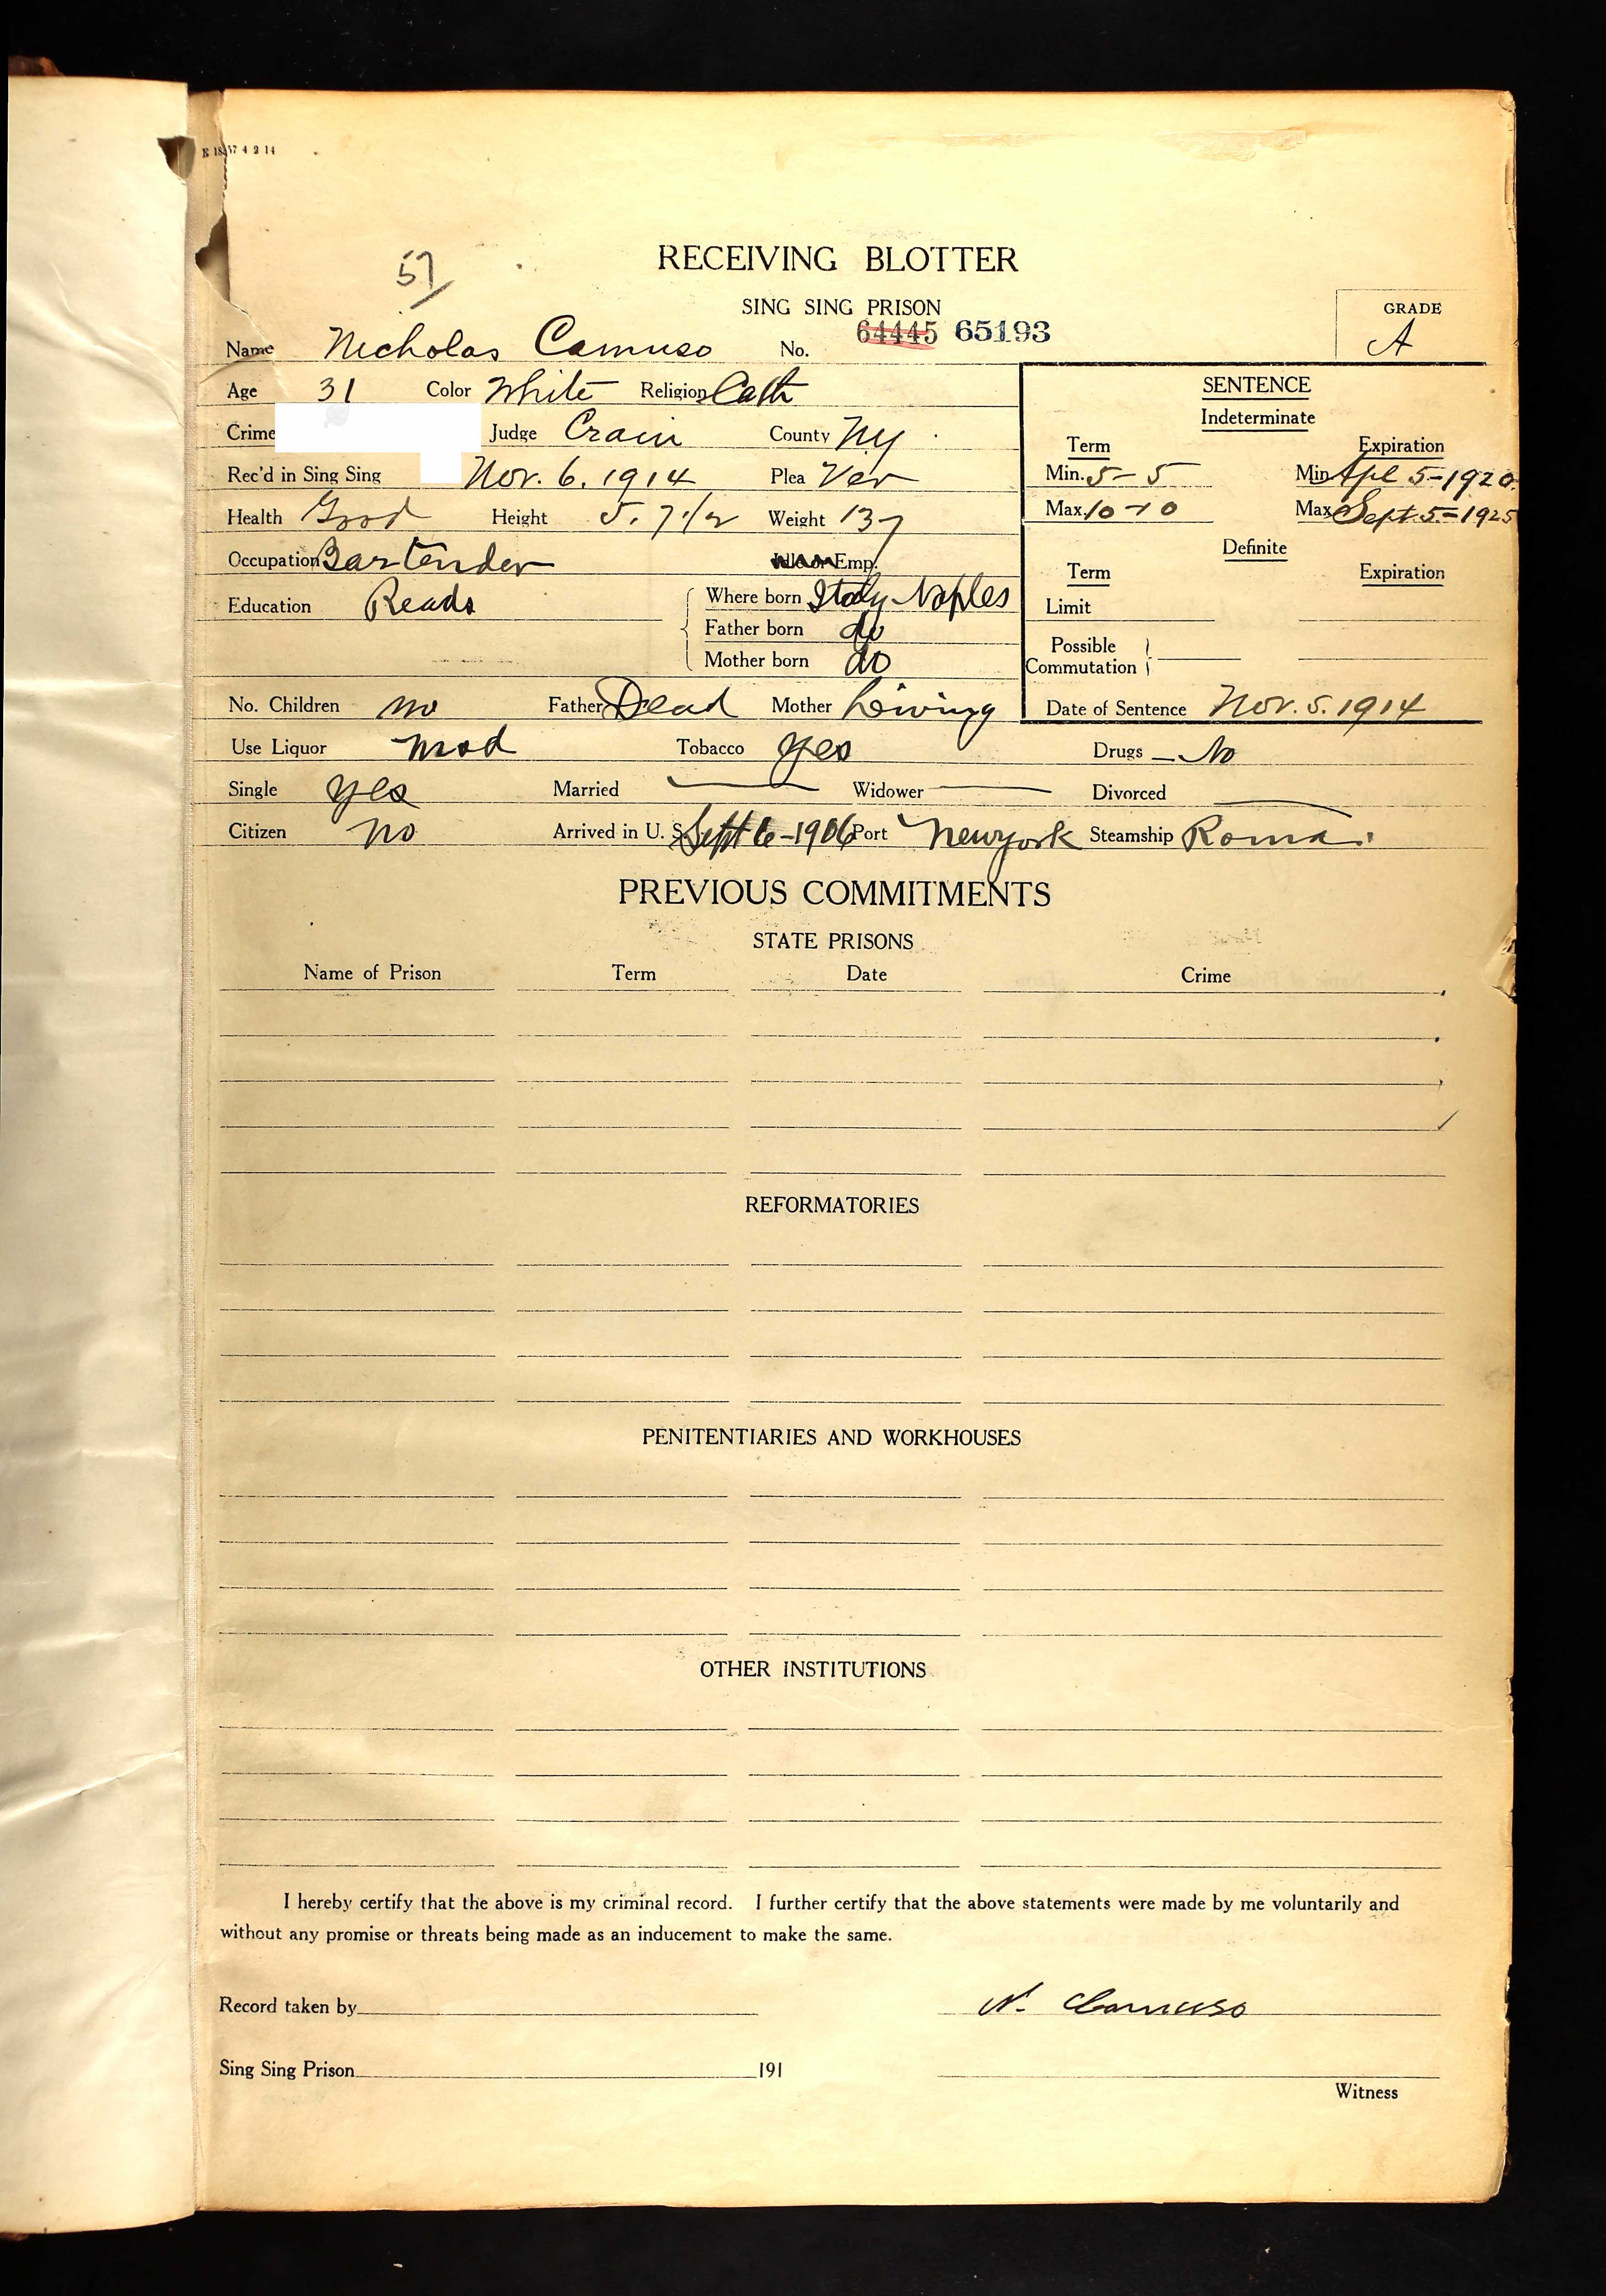 E 18457 4 2 14
57
RECEIVING BLOTTER
SING SING PRISON
GRADE
A
Name Nicholas Camuso No. 64445 65193
Age 31 Color White Religion Cath
Crime Judge Crain County NY
Rec'd in Sing Sing Nov. 6. 1914 Plea Ver
Health Good Height 5. 7 1/2 Weight 137
Occupation Bartender Idle or Emp.
Education Reads
Where born Italy Naples
Father born do
Mother born do
SENTENCE
Indeterminate
Term Expiration
Min. 5-5 Min Apl 5-1920
Max. 10-10 Max Sept. 5-1925
Definite
Term Expiration
Limit
Possible
Commutation
Date of Sentence Nov. 5. 1914
No. Children no Father Dead Mother Living
Use Liquor mod Tobacco yes Drugs - No
Single yes Married Widower Divorced
Citizen no Arrived in U. S. Sept 6-1906 Port New york Steamship Roma
PREVIOUS COMMITMENTS
STATE PRISONS
Name of Prison Term Date Crime
REFORMATORIES
PENITENTIARIES AND WORKHOUSES
OTHER INSTITUTIONS
I hereby certify that the above is my criminal record. I further certify that the above statements were made by me voluntarily and
without any promise or threats being made as an inducement to make the same.
Record taken by N. Camuso
Sing Sing Prison 191
Witness